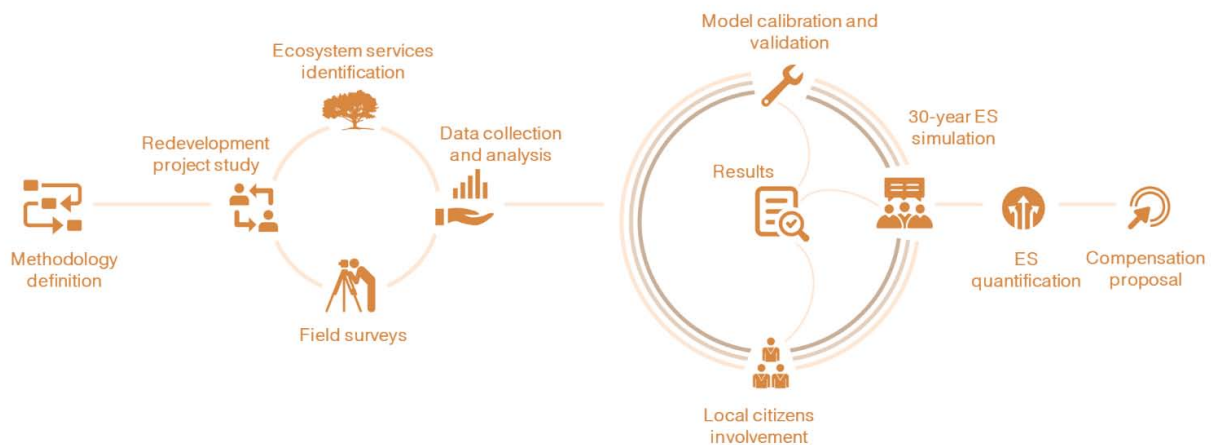 Methodology
definition
Redevelopment
project study
Ecosystem services
identification
Field surveys
Data collection
and analysis
Model calibration and
validation
Results
Local citizens
involvement
30-year ES
simulation
ES
quantification
Compensation
proposal